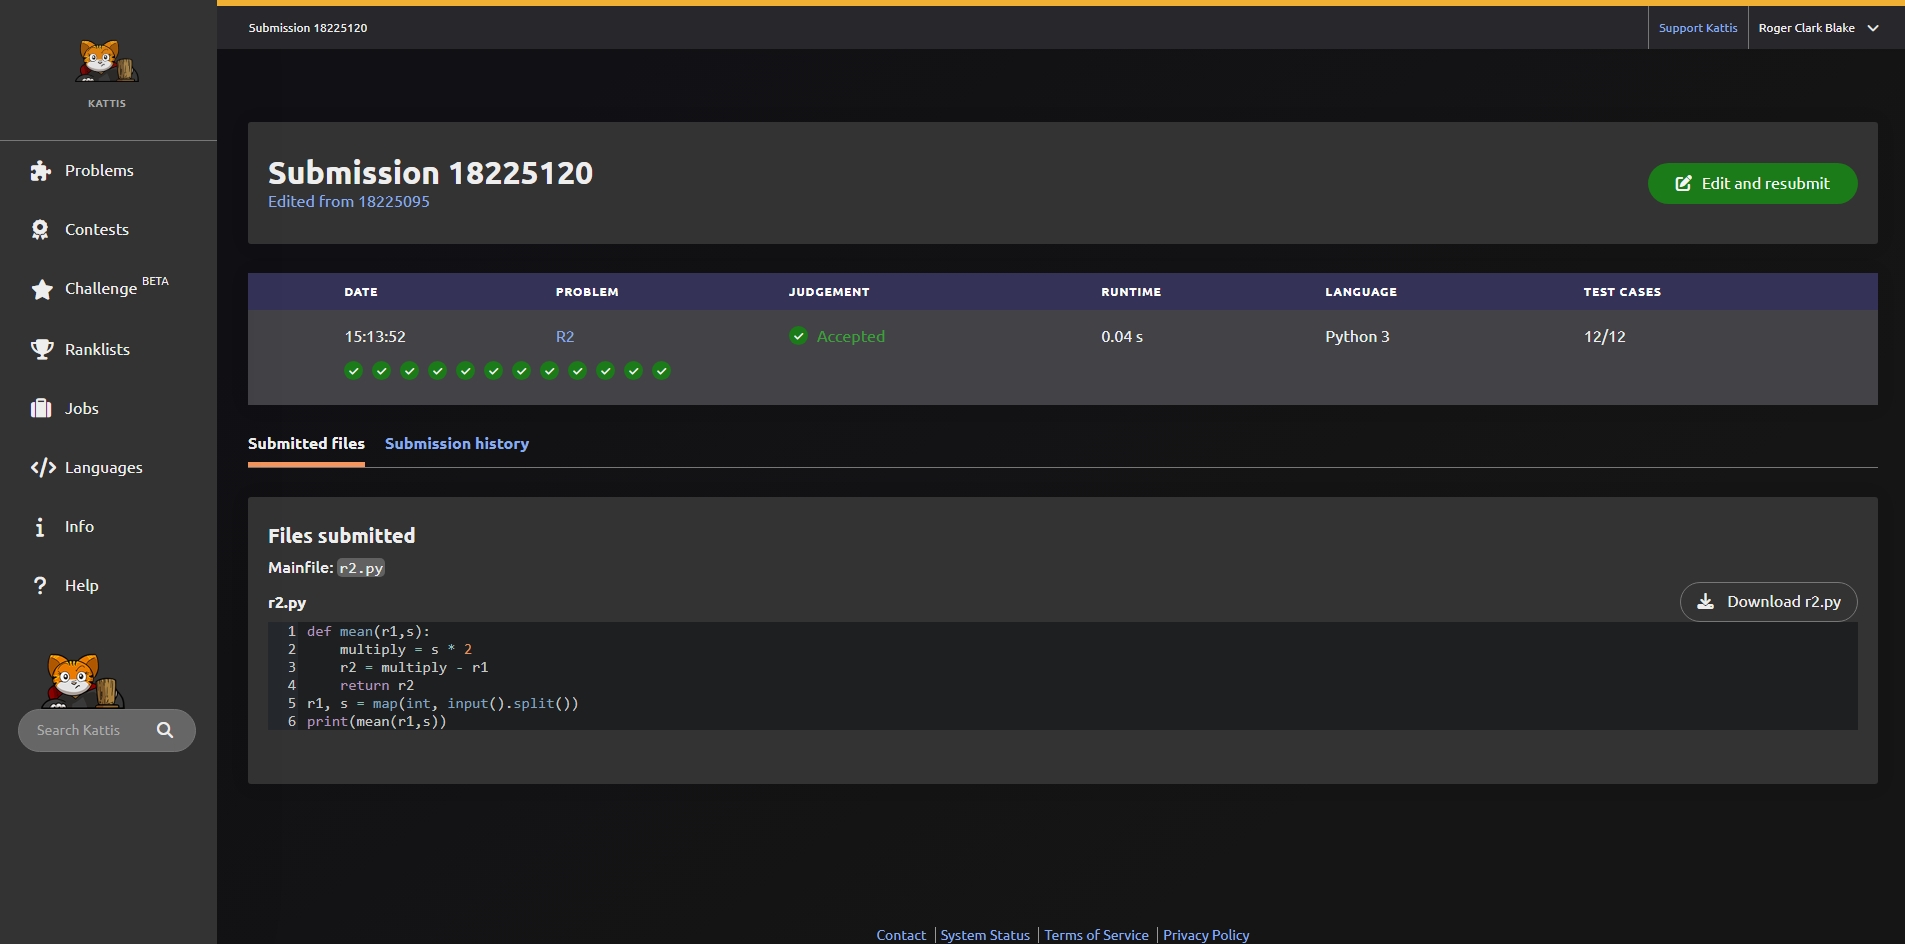 Submission 18225120
Support Kattis
Roger Clark Blake
KATTIS
Problems
Contests
Challenge BETA
Ranklists
Jobs
Languages
Info
Help
Search Kattis
Submission 18225120
Edited from 18225095
Edit and resubmit
DATE PROBLEM JUDGEMENT RUNTIME LANGUAGE TEST CASES
15:13:52 R2 Accepted 0.04 s Python 3 12/12
Submitted files Submission history
Files submitted
Mainfile: r2.py
r2.py
Download r2.py
1 def mean(r1,s):
2     multiply = s * 2
3     r2 = multiply - r1
4     return r2
5 r1, s = map(int, input().split())
6 print(mean(r1,s))
Contact | System Status | Terms of Service | Privacy Policy